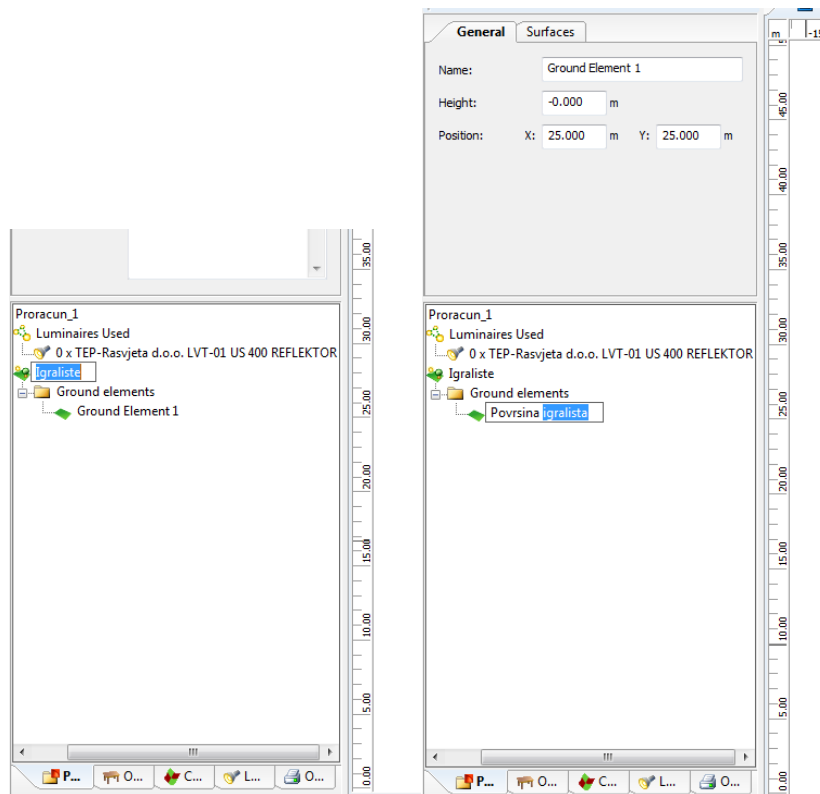 35.00
Proracun_1
Luminaires Used
0 x TEP-Rasvjeta d.o.o. LVT-01 US 400 REFLEKTOR
Igraliste
Ground elements
Ground Element 1
30.00
25.00
20.00
15.00
10.00
5.00
0.00
P...
O...
C...
L...
O...
General
Surfaces
Name:
Ground Element 1
Height:
-0.000
m
Position:
X:
25.000
m
Y:
25.000
m
m
-15
45.00
40.00
35.00
30.00
25.00
20.00
15.00
10.00
5.00
0.00
Proracun_1
Luminaires Used
0 x TEP-Rasvjeta d.o.o. LVT-01 US 400 REFLEKTOR
Igraliste
Ground elements
Povrsina igralista
P...
O...
C...
L...
O...